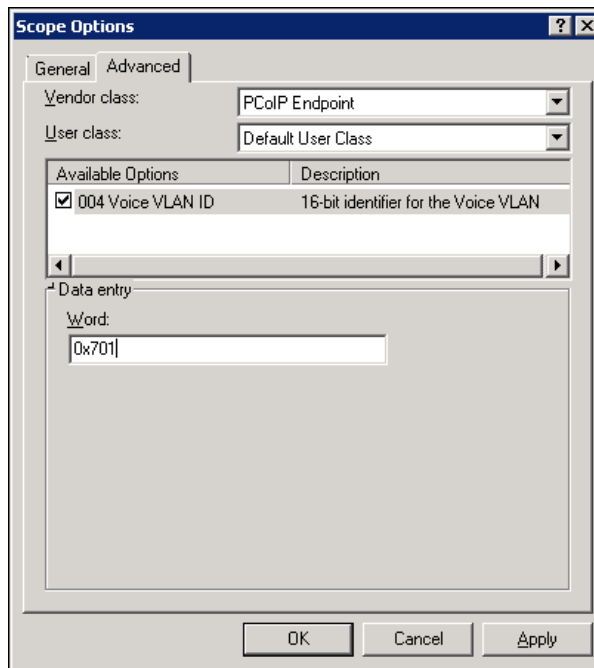 Scope Options
General Advanced
Vendor class: PCoIP Endpoint
User class: Default User Class
Available Options Description
004 Voice VLAN ID 16-bit identifier for the Voice VLAN
Data entry
Word:
0x701
OK Cancel Apply